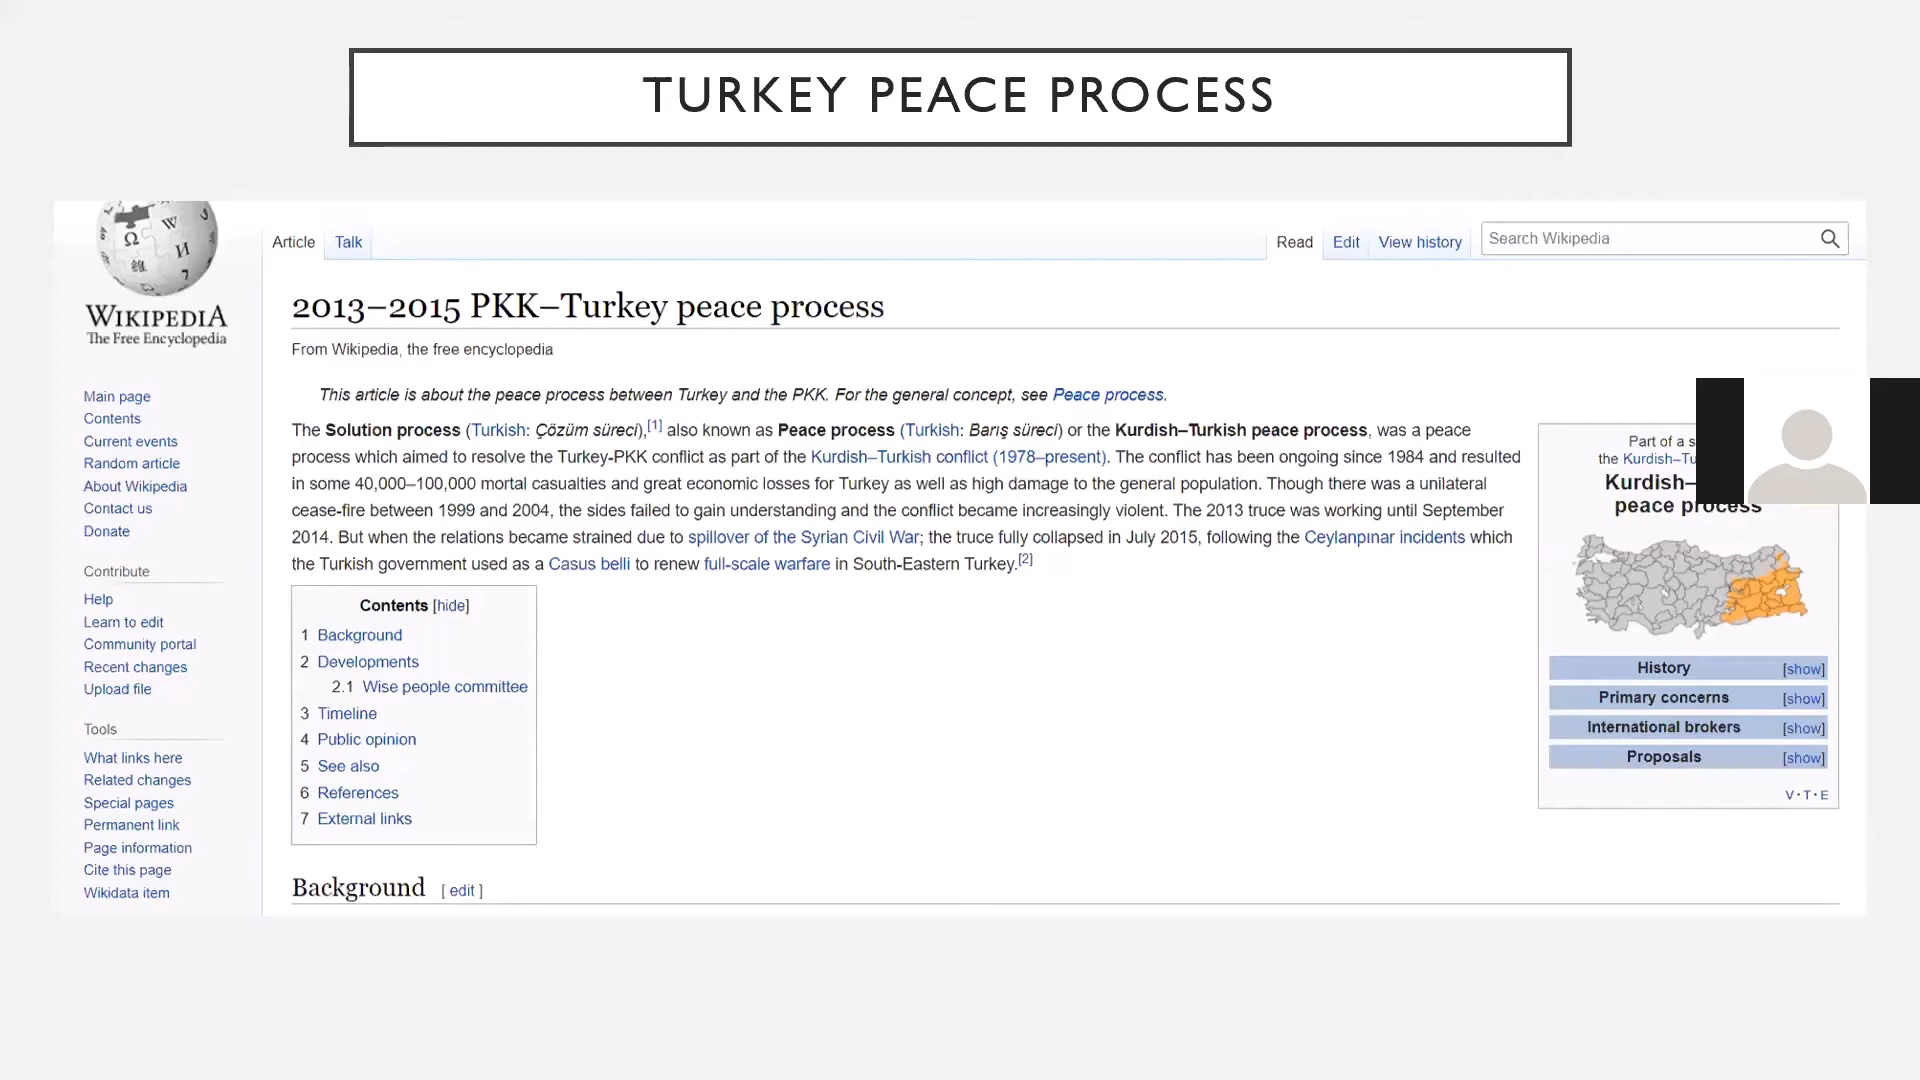 TURKEY PEACE PROCESS
WIKIPEDIA
The Free Encyclopedia
Main page
Contents
Current events
Random article
About Wikipedia
Contact us
Donate
Contribute
Help
Learn to edit
Community portal
Recent changes
Upload file
Tools
What links here
Related changes
Special pages
Permanent link
Page information
Cite this page
Wikidata item
Article Talk
Read Edit View history Search Wikipedia
2013–2015 PKK–Turkey peace process
From Wikipedia, the free encyclopedia
This article is about the peace process between Turkey and the PKK. For the general concept, see Peace process.
The Solution process (Turkish: Çözüm süreci),[1] also known as Peace process (Turkish: Barış süreci) or the Kurdish–Turkish peace process, was a peace
process which aimed to resolve the Turkey-PKK conflict as part of the Kurdish–Turkish conflict (1978–present). The conflict has been ongoing since 1984 and resulted
in some 40,000–100,000 mortal casualties and great economic losses for Turkey as well as high damage to the general population. Though there was a unilateral
cease-fire between 1999 and 2004, the sides failed to gain understanding and the conflict became increasingly violent. The 2013 truce was working until September
2014. But when the relations became strained due to spillover of the Syrian Civil War; the truce fully collapsed in July 2015, following the Ceylanpınar incidents which
the Turkish government used as a Casus belli to renew full-scale warfare in South-Eastern Turkey.[2]
Contents [hide]
1 Background
2 Developments
2.1 Wise people committee
3 Timeline
4 Public opinion
5 See also
6 References
7 External links
Background [ edit ]
Part of a
the
Kurdish–
peace process
History [show]
Primary concerns [show]
International brokers [show]
Proposals [show]
V·T·E